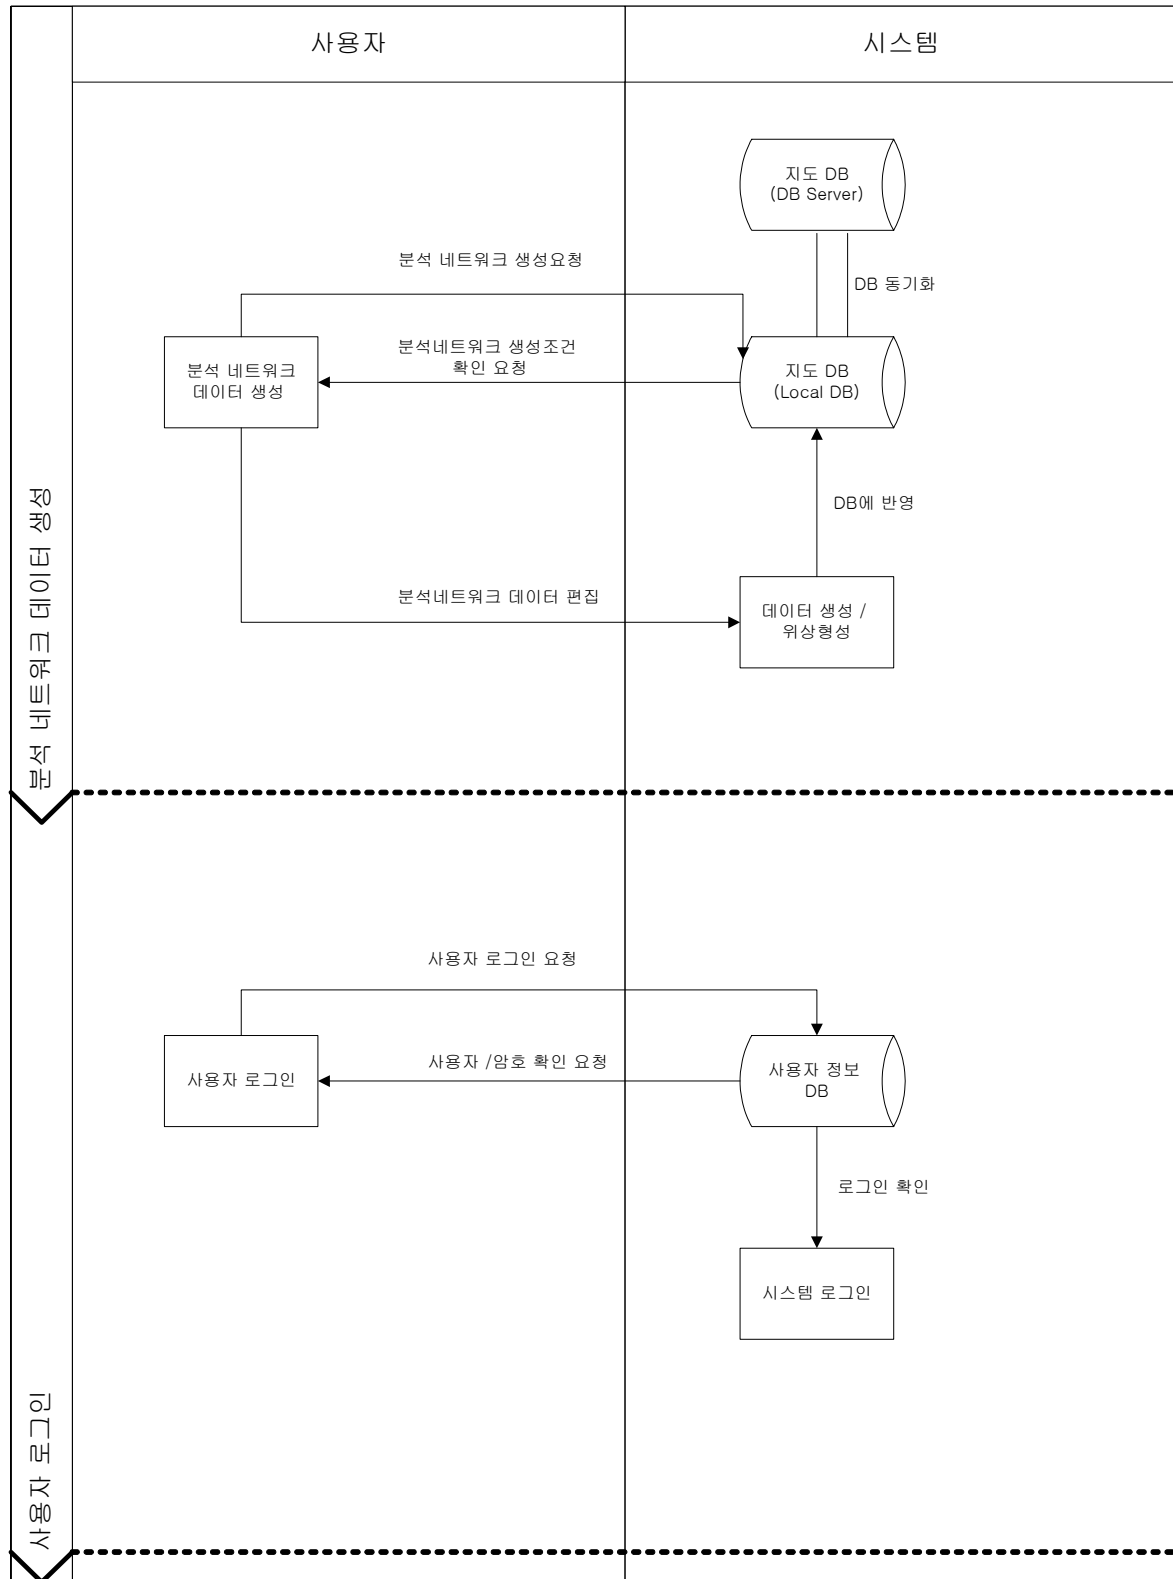 사용자
시스템
분석 네트워크 데이터 생성
지도 DB
(DB Server)
분석 네트워크 생성요청
DB 동기화
분석네트워크 생성조건
확인 요청
분석 네트워크
데이터 생성
지도 DB
(Local DB)
DB에 반영
분석네트워크 데이터 편집
데이터 생성 /
위상형성
사용자 로그인
사용자 로그인 요청
사용자 /암호 확인 요청
사용자 로그인
사용자 정보
DB
로그인 확인
시스템 로그인